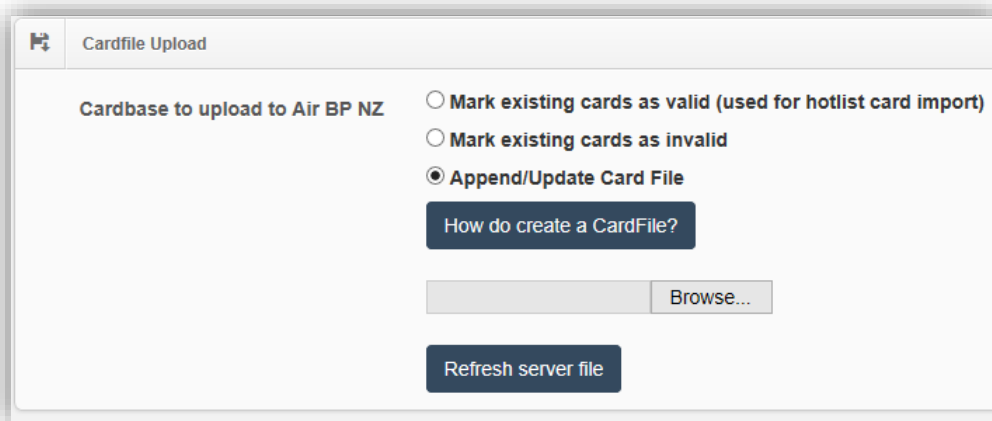 Cardfile Upload
Cardbase to upload to Air BP NZ
Mark existing cards as valid (used for hotlist card import)
Mark existing cards as invalid
Append/Update Card File
How do create a CardFile?
Browse...
Refresh server file